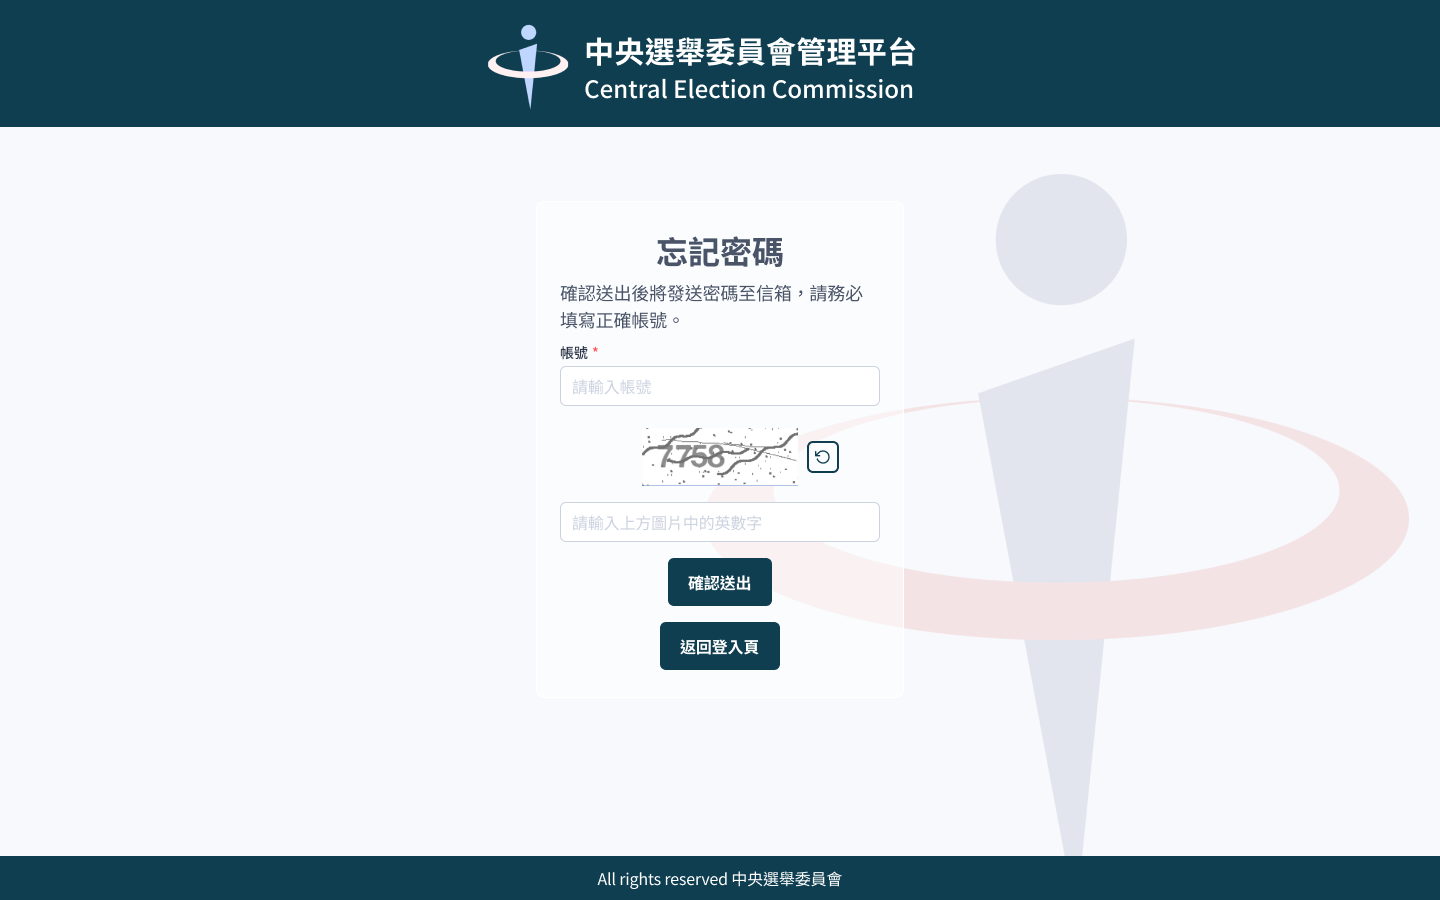 中央選舉委員會管理平台
Central Election Commission
忘記密碼
確認送出後將發送密碼至信箱，請務必
填寫正確帳號。
帳號 *
請輸入帳號
7758
請輸入上方圖片中的英數字
確認送出
返回登入頁
All rights reserved 中央選舉委員會